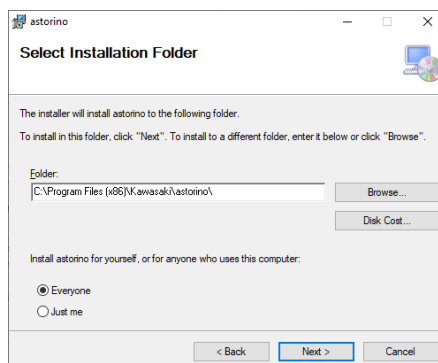 astorino
Select Installation Folder
The installer will install astorino to the following folder.
To install in this folder, click "Next". To install to a different folder, enter it below or click "Browse".
Folder:
C:\Program Files (x86)\Kawasaki\astorino\
Browse...
Disk Cost...
Install astorino for yourself, or for anyone who uses this computer:
Everyone
Just me
< Back
Next >
Cancel